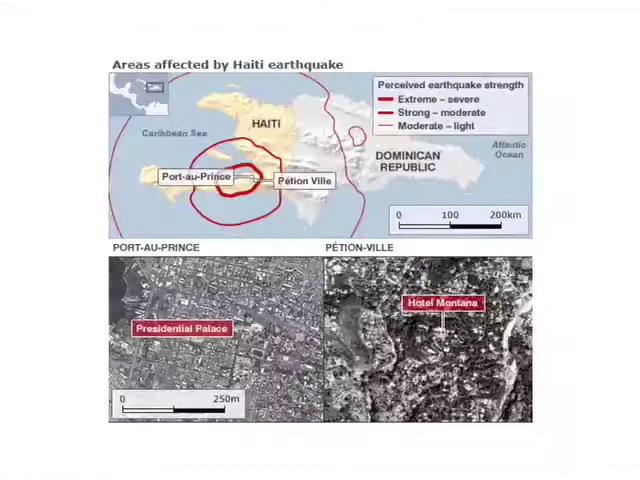 Areas affected by Haiti earthquake
Perceived earthquake strength
Extreme – severe
Strong – moderate
Moderate – light
HAITI
Caribbean Sea
Atlantic
Ocean
DOMINICAN
REPUBLIC
Port-au-Prince
Pétion Ville
0 100 200km
PORT-AU-PRINCE
PÉTION-VILLE
Hotel Montana
Presidential Palace
0 250m